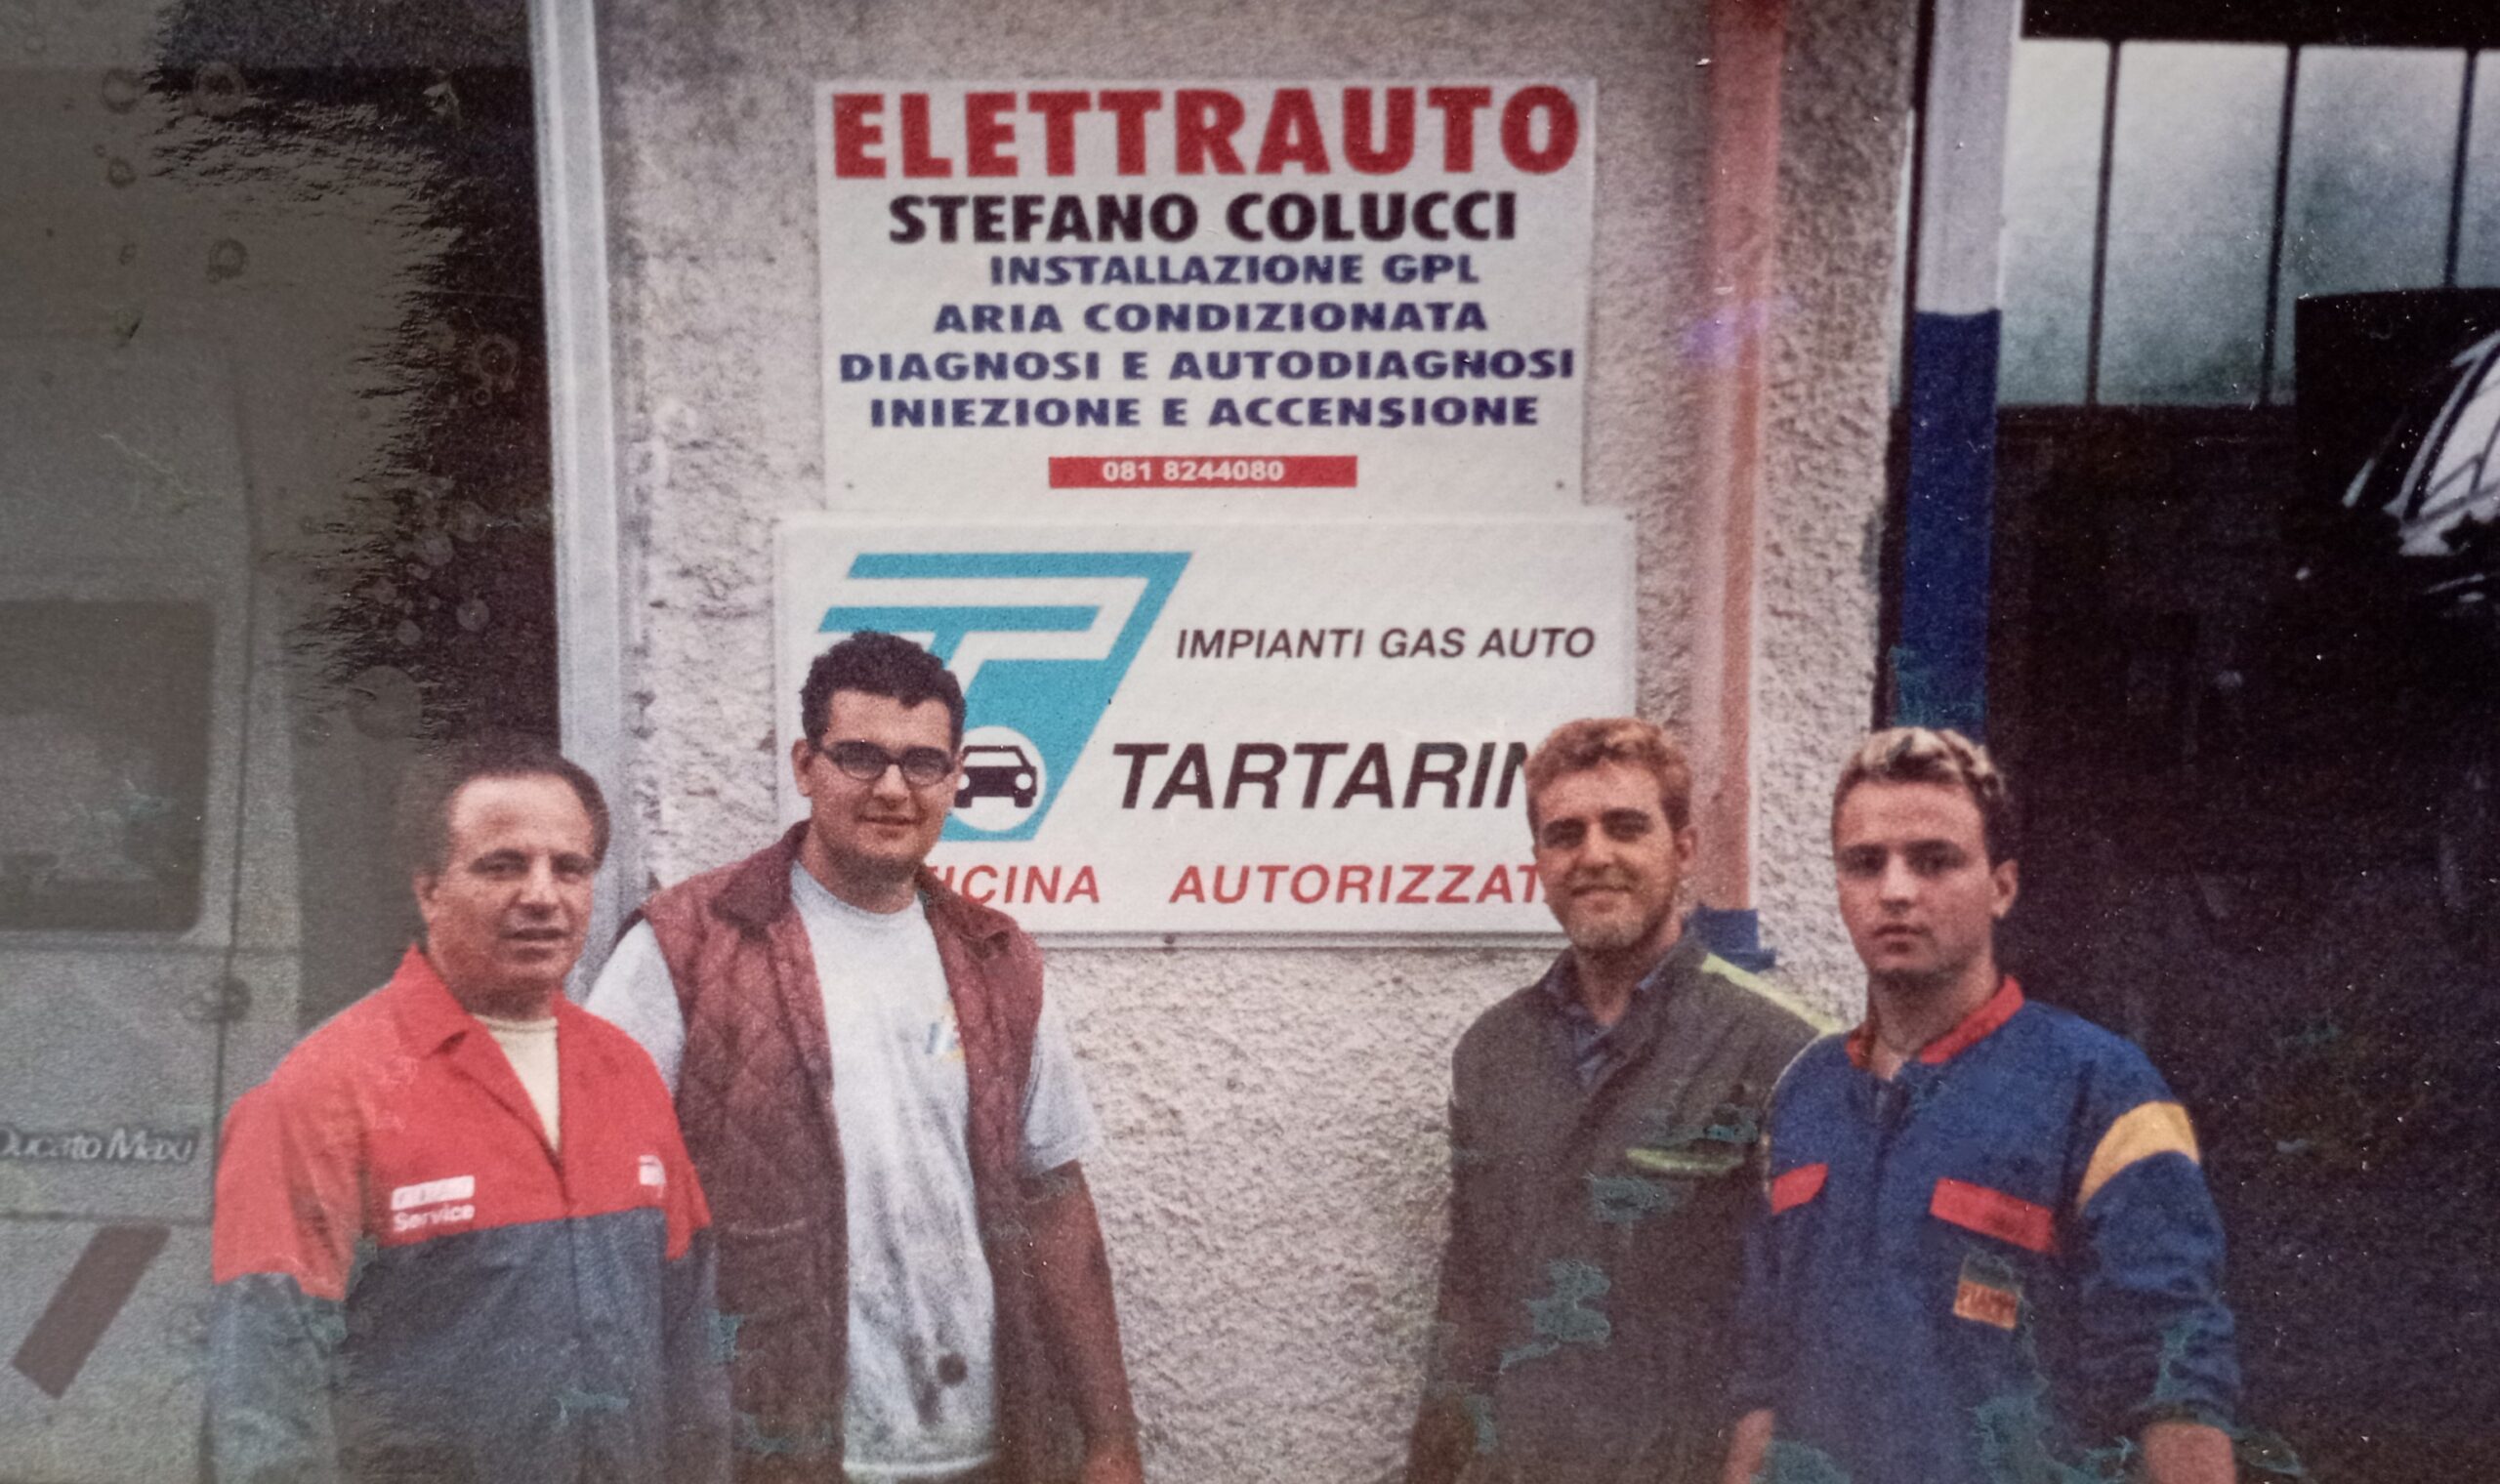 ELETTRAUTO
STEFANO COLUCCI
INSTALLAZIONE GPL
ARIA CONDIZIONATA
DIAGNOSI E AUTODIAGNOSI
INIEZIONE E ACCENSIONE
081 8244080
IMPIANTI GAS AUTO
TARTARIN
ICINA AUTORIZZAT
Ducato Maxi
Service